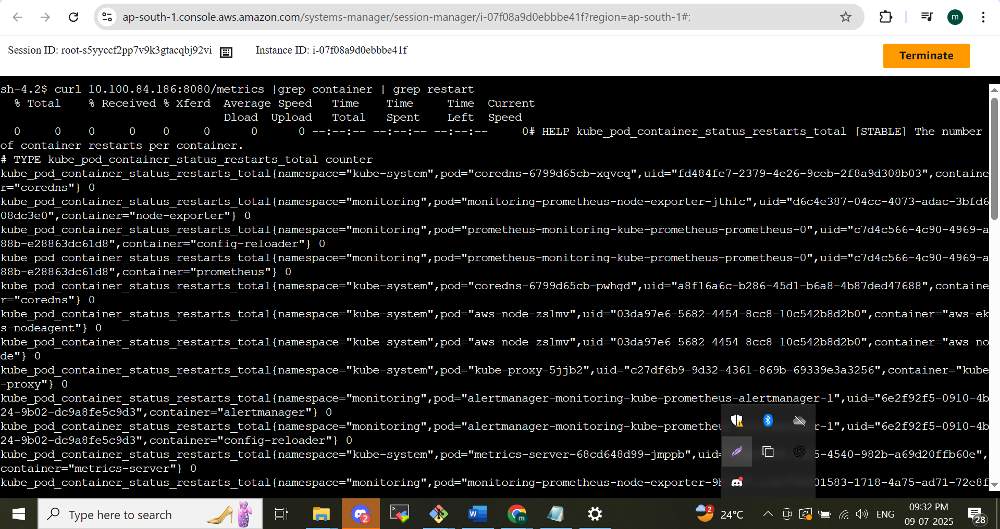 ap-south-1.console.aws.amazon.com/systems-manager/session-manager/i-07f08a9d0ebbbe41f?region=ap-south-1#:
m
Session ID: root-s5yyccf2pp7v9k3gtacqbj92vi Instance ID: i-07f08a9d0ebbbe41f
Terminate
sh-4.2$ curl 10.100.84.186:8080/metrics |grep container | grep restart
% Total % Received % Xferd Average Speed Time Time Time Current
Dload Upload Total Spent Left Speed
0 0 0 0 0 0 0 0 --:--:-- --:--:-- --:--:-- 0# HELP kube_pod_container_status_restarts_total [STABLE] The number
of container restarts per container.
# TYPE kube_pod_container_status_restarts_total counter
kube_pod_container_status_restarts_total{namespace="kube-system",pod="coredns-6799d65cb-xqvcq",uid="fd484fe7-2379-4e26-9ceb-2f8a9d308b03",containe
r="coredns"} 0
kube_pod_container_status_restarts_total{namespace="monitoring",pod="monitoring-prometheus-node-exporter-jthlc",uid="d6c4e387-04cc-4073-adac-3bfd6
08dc3e0",container="node-exporter"} 0
kube_pod_container_status_restarts_total{namespace="monitoring",pod="prometheus-monitoring-kube-prometheus-prometheus-0",uid="c7d4c566-4c90-4969-a
88b-e28863dc61d8",container="config-reloader"} 0
kube_pod_container_status_restarts_total{namespace="monitoring",pod="prometheus-monitoring-kube-prometheus-prometheus-0",uid="c7d4c566-4c90-4969-a
88b-e28863dc61d8",container="prometheus"} 0
kube_pod_container_status_restarts_total{namespace="kube-system",pod="coredns-6799d65cb-pwhgd",uid="a8f16a6c-b286-45d1-b6a8-4b87ded47688",containe
r="coredns"} 0
kube_pod_container_status_restarts_total{namespace="kube-system",pod="aws-node-zslmv",uid="03da97e6-5682-4454-8cc8-10c542b8d2b0",container="aws-ek
s-nodeagent"} 0
kube_pod_container_status_restarts_total{namespace="kube-system",pod="aws-node-zslmv",uid="03da97e6-5682-4454-8cc8-10c542b8d2b0",container="aws-no
de"} 0
kube_pod_container_status_restarts_total{namespace="kube-system",pod="kube-proxy-5jjb2",uid="c27df6b9-9d32-4361-869b-69339e3a3256",container="kube
-proxy"} 0
kube_pod_container_status_restarts_total{namespace="monitoring",pod="alertmanager-monitoring-kube-prometheus-alertmanager-1",uid="6e2f92f5-0910-4b
24-9b02-dc9a8fe5c9d3",container="alertmanager"} 0
kube_pod_container_status_restarts_total{namespace="monitoring",pod="alertmanager-monitoring-kube-promethe r-1",uid="6e2f92f5-0910-4b
24-9b02-dc9a8fe5c9d3",container="config-reloader"} 0
kube_pod_container_status_restarts_total{namespace="kube-system",pod="metrics-server-68cd648d99-jmppb",uid= -4540-982b-a69d20ffb60e",
container="metrics-server"} 0
kube_pod_container_status_restarts_total{namespace="monitoring",pod="monitoring-prometheus-node-exporter-9 01583-1718-4a75-ad71-72e8f
Type here to search
2
W
m
2
24°C
ENG
09:32 PM
09-07-2025
28